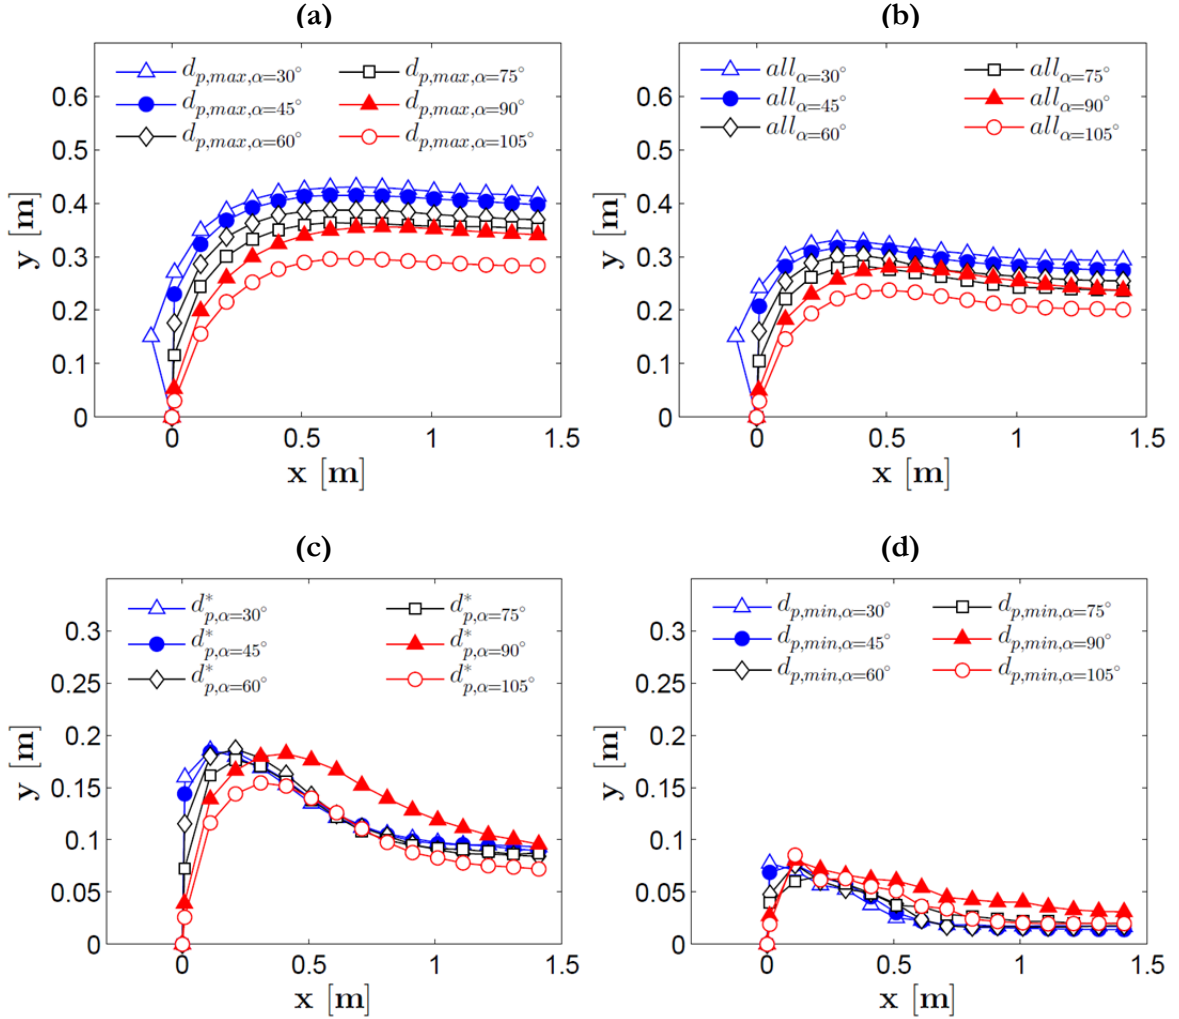 (a)
d_{p,max,α=30°} d_{p,max,α=75°}
d_{p,max,α=45°} d_{p,max,α=90°}
d_{p,max,α=60°} d_{p,max,α=105°}
0.6
0.5
0.4
0.3
0.2
0.1
0
y [m]
0 0.5 1 1.5
x [m]
(b)
all_{α=30°} all_{α=75°}
all_{α=45°} all_{α=90°}
all_{α=60°} all_{α=105°}
0.6
0.5
0.4
0.3
0.2
0.1
0
y [m]
0 0.5 1 1.5
x [m]
(c)
d*_{p,α=30°} d*_{p,α=75°}
d*_{p,α=45°} d*_{p,α=90°}
d*_{p,α=60°} d*_{p,α=105°}
0.3
0.25
0.2
0.15
0.1
0.05
0
y [m]
0 0.5 1 1.5
x [m]
(d)
d_{p,min,α=30°} d_{p,min,α=75°}
d_{p,min,α=45°} d_{p,min,α=90°}
d_{p,min,α=60°} d_{p,min,α=105°}
0.3
0.25
0.2
0.15
0.1
0.05
0
y [m]
0 0.5 1 1.5
x [m]